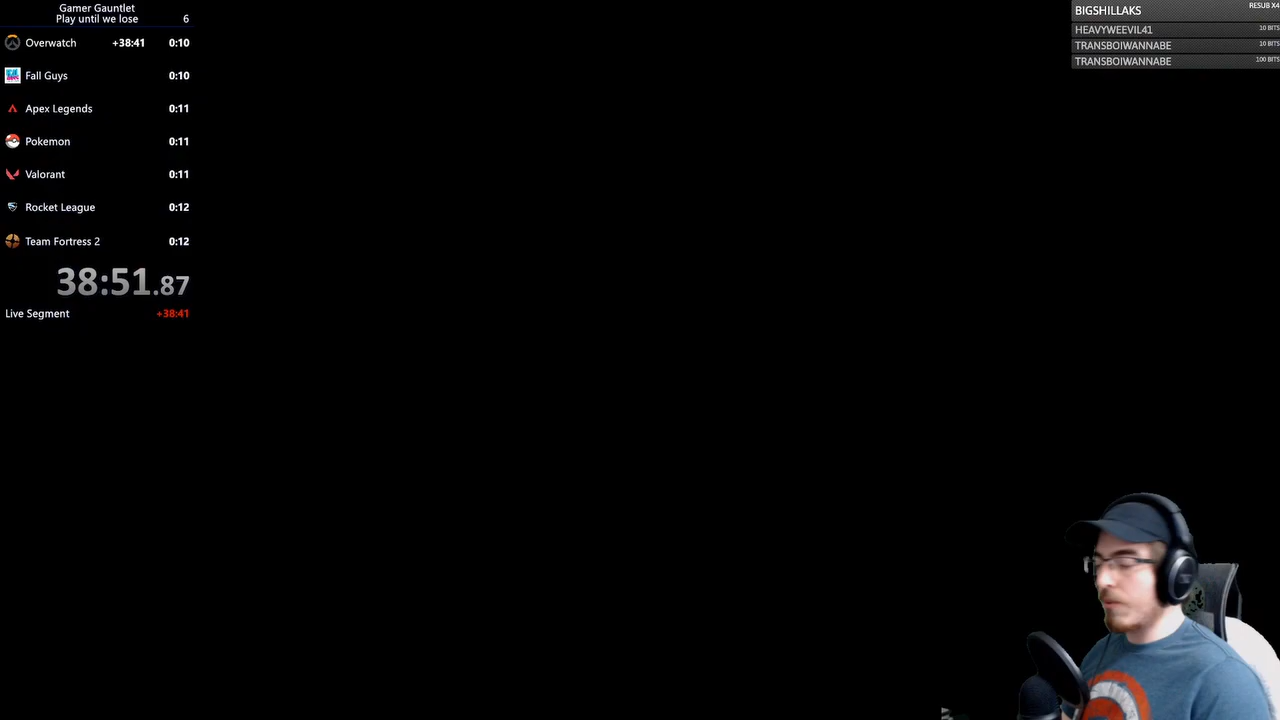 Gamer Gauntlet
Play until we lose 6
Overwatch +38:41 0:10
Fall Guys 0:10
Apex Legends 0:11
Pokemon 0:11
Valorant 0:11
Rocket League 0:12
Team Fortress 2 0:12
38:51.87
Live Segment +38:41
BIGSHILLAKS RESUB X4
HEAVYWEEVIL41 10 BITS
TRANSBOIWANNABE 10 BITS
TRANSBOIWANNABE 100 BITS